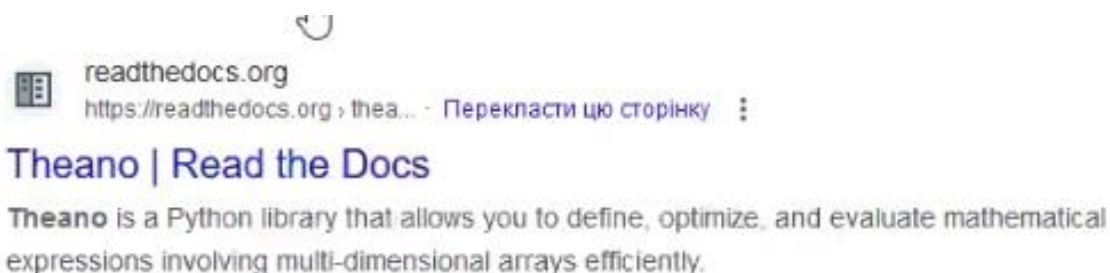 readthedocs.org
https://readthedocs.org › thea... · Перекласти цю сторінку
Theano | Read the Docs
Theano is a Python library that allows you to define, optimize, and evaluate mathematical
expressions involving multi-dimensional arrays efficiently.